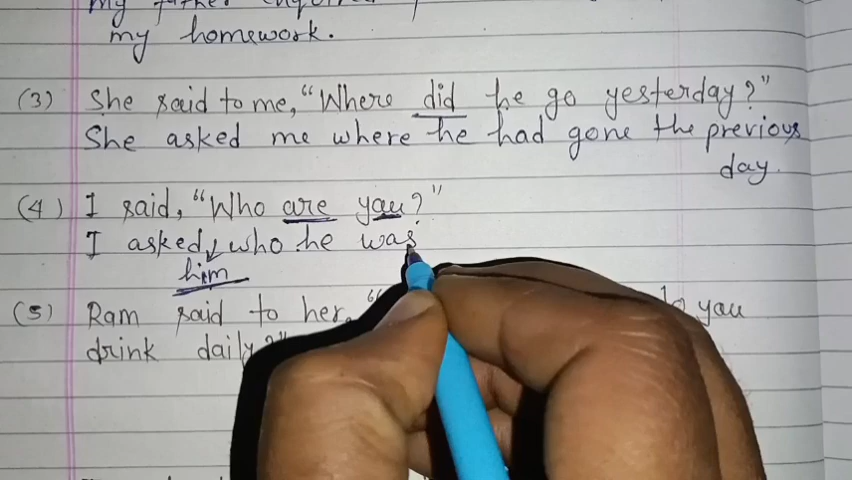 my father
my homework.
(3) She said to me, "Where did he go yesterday?"
She asked me where he had gone the previous
day.
(4) I said, "Who are you?"
I asked who he was
him
(5) Ram said to her, " you
drink daily?"